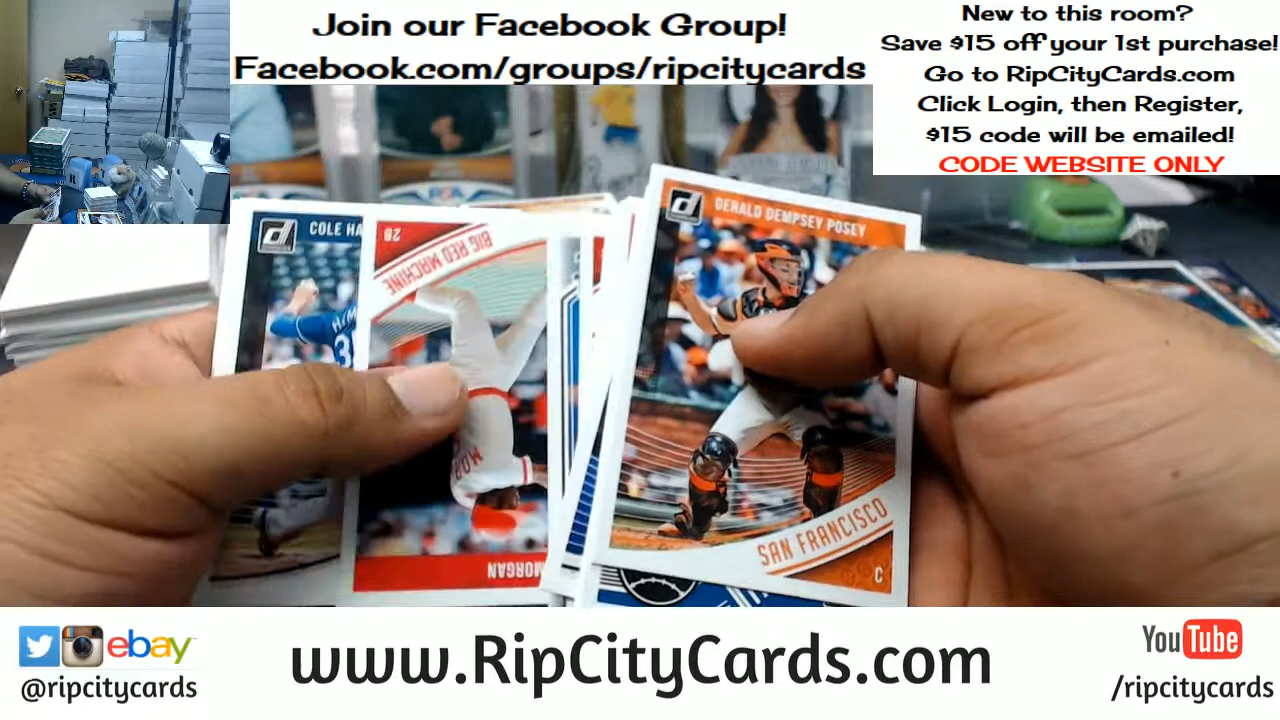 Join our Facebook Group!
Facebook.com/groups/ripcitycards
New to this room?
Save $15 off your 1st purchase!
Go to RipCityCards.com
Click Login, then Register,
$15 code will be emailed!
CODE WEBSITE ONLY
COLE HA
2B
BIG RED MACHINE
MORGAN
GERALD DEMPSEY POSEY
SAN FRANCISCO
C
ebay
@ripcitycards
www.RipCityCards.com
YouTube
/ripcitycards